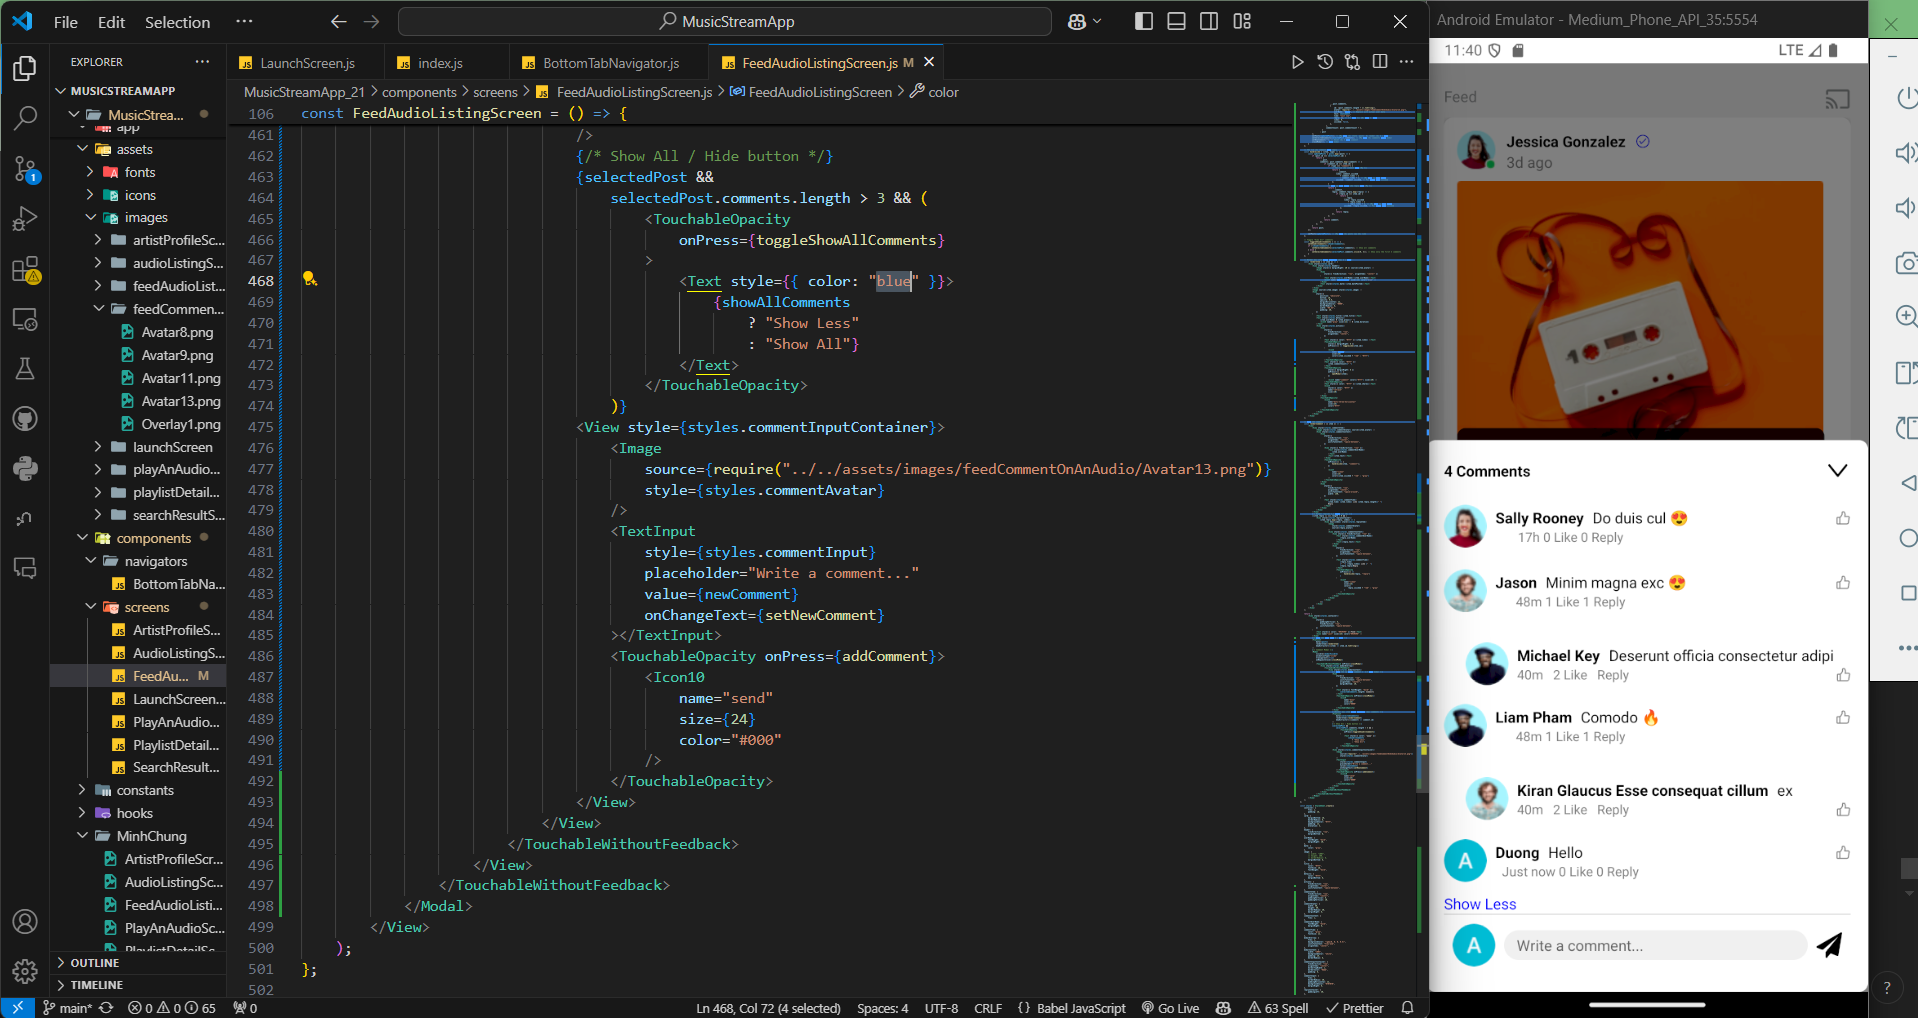 File Edit Selection ···
MusicStreamApp
EXPLORER ···
MUSICSTREAMAPP
MusicStrea...
app
assets
fonts
icons
images
artistProfileSc...
audioListingS...
feedAudioList...
feedCommen...
Avatar8.png
Avatar9.png
Avatar11.png
Avatar13.png
Overlay1.png
launchScreen
playAnAudio...
playlistDetail...
searchResultS...
components
navigators
BottomTabNa...
screens
ArtistProfileS...
AudioListingS...
FeedAu... M
LaunchScreen...
PlayAnAudio...
PlaylistDetail...
SearchResult...
constants
hooks
MinhChung
ArtistProfileScr...
AudioListingSc...
FeedAudioListi...
PlayAnAudioSc...
PlaylistDetailSc...
OUTLINE
TIMELINE
LaunchScreen.js index.js BottomTabNavigator.js FeedAudioListingScreen.js M
MusicStreamApp_21 > components > screens > FeedAudioListingScreen.js > FeedAudioListingScreen > color
106 const FeedAudioListingScreen = () => {
461 />
462 {/* Show All / Hide button */}
463 {selectedPost &&
464 selectedPost.comments.length > 3 && (
465 <TouchableOpacity
466 onPress={toggleShowAllComments}
467 >
468 <Text style={{ color: "blue" }}>
469 {showAllComments
470 ? "Show Less"
471 : "Show All"}
472 </Text>
473 </TouchableOpacity>
474 )}
475 <View style={styles.commentInputContainer}>
476 <Image
477 source={require("../../assets/images/feedCommentOnAnAudio/Avatar13.png")}
478 style={styles.commentAvatar}
479 />
480 <TextInput
481 style={styles.commentInput}
482 placeholder="Write a comment..."
483 value={newComment}
484 onChangeText={setNewComment}
485 ></TextInput>
486 <TouchableOpacity onPress={addComment}>
487 <Icon10
488 name="send"
489 size={24}
490 color="#000"
491 />
492 </TouchableOpacity>
493 </View>
494 </View>
495 </TouchableWithoutFeedback>
496 </View>
497 </TouchableWithoutFeedback>
498 </Modal>
499 </View>
500 );
501 };
502
main* 0 0 65 0 Ln 468, Col 72 (4 selected) Spaces: 4 UTF-8 CRLF {} Babel JavaScript Go Live 63 Spell Prettier
1
Android Emulator - Medium_Phone_API_35:5554
11:40 LTE
Feed
Jessica Gonzalez
3d ago
4 Comments
Sally Rooney Do duis cul 😍
17h 0 Like 0 Reply
Jason Minim magna exc 😍
48m 1 Like 1 Reply
Michael Key Deserunt officia consectetur adipi
40m 2 Like Reply
Liam Pham Comodo 🔥
48m 1 Like 1 Reply
Kiran Glaucus Esse consequat cillum ex
40m 2 Like Reply
A
Duong Hello
Just now 0 Like 0 Reply
Show Less
A
Write a comment...
?